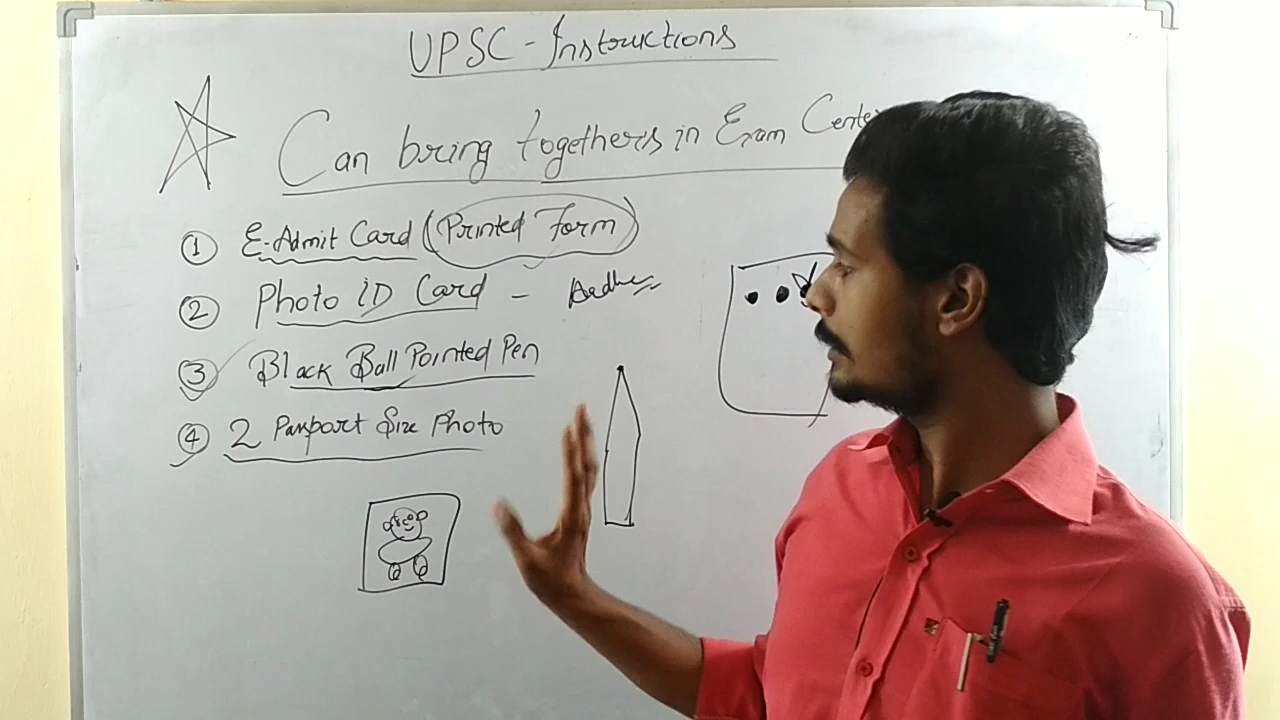 UPSC - Instructions
Can bring togethers in Exam Center
① E-Admit Card (Printed Form)
② Photo ID Card -
③ Black Ball Pointed Pen
④ 2 Passport Size Photo